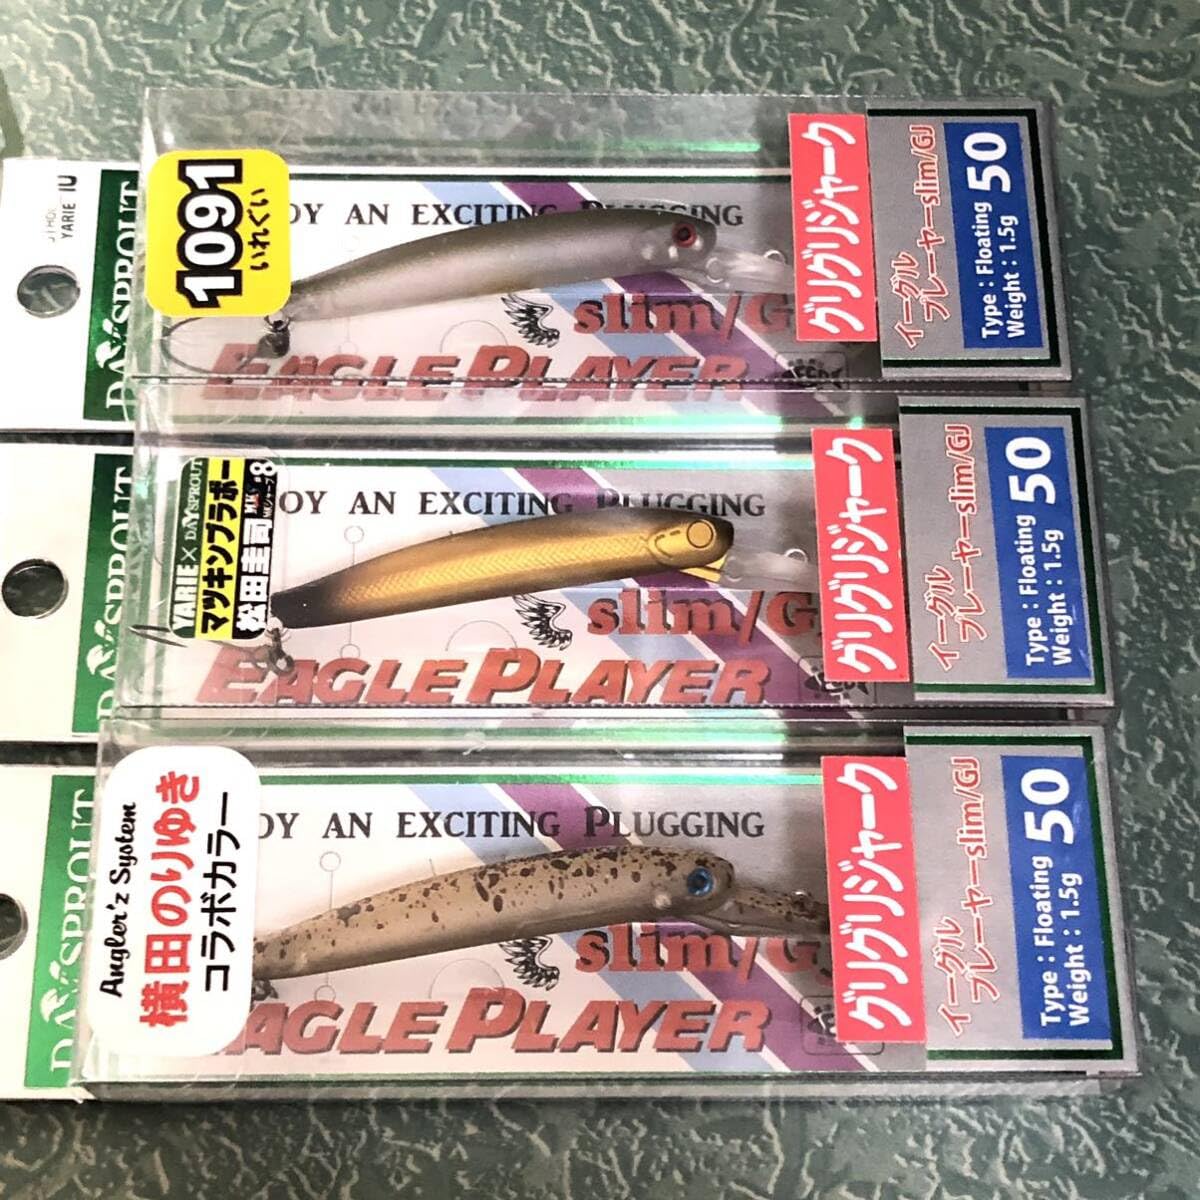 YARIE
DAYSPROUT
1091
いれぐい
OY AN EXCITING PLUGGING
slim/G
EAGLE PLAYER
グリグリジャーク
イーグル
プレーヤーslim/GJ
50
Type : Floating
Weight : 1.5g
DAYSPROUT
YARIE × DAYSPROUT
マツキンブラボー
松田圭司
OY AN EXCITING PLUGGING
slim/G
EAGLE PLAYER
グリグリジャーク
イーグル
プレーヤーslim/GJ
50
Type : Floating
Weight : 1.5g
DAYSPROUT
Angler'z System
横田のりゆき
コラボカラー
OY AN EXCITING PLUGGING
slim/G
EAGLE PLAYER
グリグリジャーク
イーグル
プレーヤーslim/GJ
50
Type : Floating
Weight : 1.5g